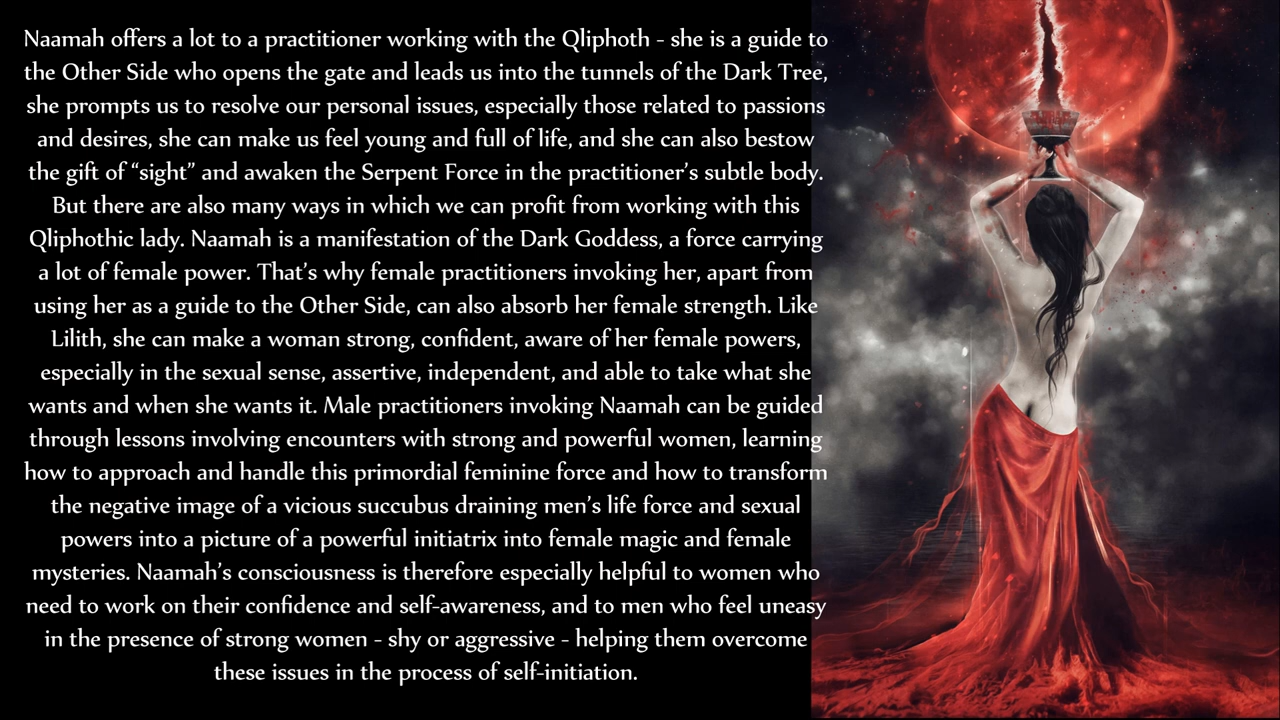 Naamah offers a lot to a practitioner working with the Qliphoth - she is a guide to
the Other Side who opens the gate and leads us into the tunnels of the Dark Tree,
she prompts us to resolve our personal issues, especially those related to passions
and desires, she can make us feel young and full of life, and she can also bestow
the gift of “sight” and awaken the Serpent Force in the practitioner’s subtle body.
But there are also many ways in which we can profit from working with this
Qliphothic lady. Naamah is a manifestation of the Dark Goddess, a force carrying
a lot of female power. That’s why female practitioners invoking her, apart from
using her as a guide to the Other Side, can also absorb her female strength. Like
Lilith, she can make a woman strong, confident, aware of her female powers,
especially in the sexual sense, assertive, independent, and able to take what she
wants and when she wants it. Male practitioners invoking Naamah can be guided
through lessons involving encounters with strong and powerful women, learning
how to approach and handle this primordial feminine force and how to transform
the negative image of a vicious succubus draining men’s life force and sexual
powers into a picture of a powerful initiatrix into female magic and female
mysteries. Naamah’s consciousness is therefore especially helpful to women who
need to work on their confidence and self-awareness, and to men who feel uneasy
in the presence of strong women - shy or aggressive - helping them overcome
these issues in the process of self-initiation.